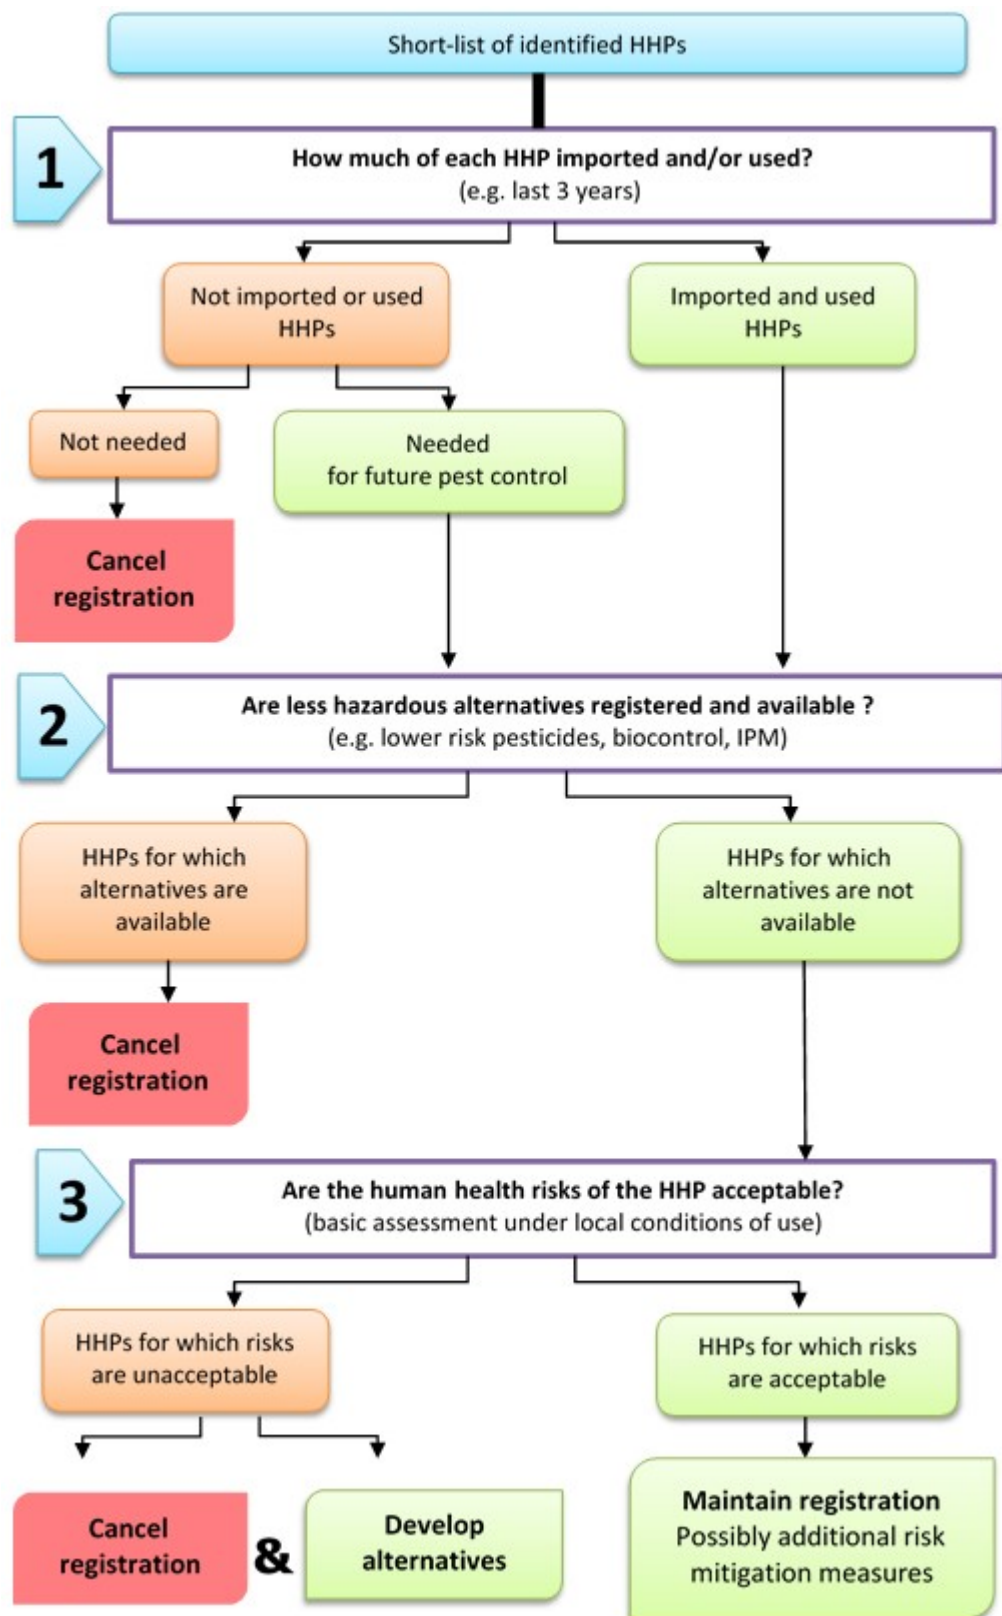 Short-list of identified HHPs
1
How much of each HHP imported and/or used?
(e.g. last 3 years)
Not imported or used
HHPs
Imported and used
HHPs
Not needed
Needed
for future pest control
Cancel
registration
2
Are less hazardous alternatives registered and available ?
(e.g. lower risk pesticides, biocontrol, IPM)
HHPs for which
alternatives are
available
HHPs for which
alternatives are not
available
Cancel
registration
3
Are the human health risks of the HHP acceptable?
(basic assessment under local conditions of use)
HHPs for which risks
are unacceptable
HHPs for which risks
are acceptable
Cancel
registration
&
Develop
alternatives
Maintain registration
Possibly additional risk
mitigation measures